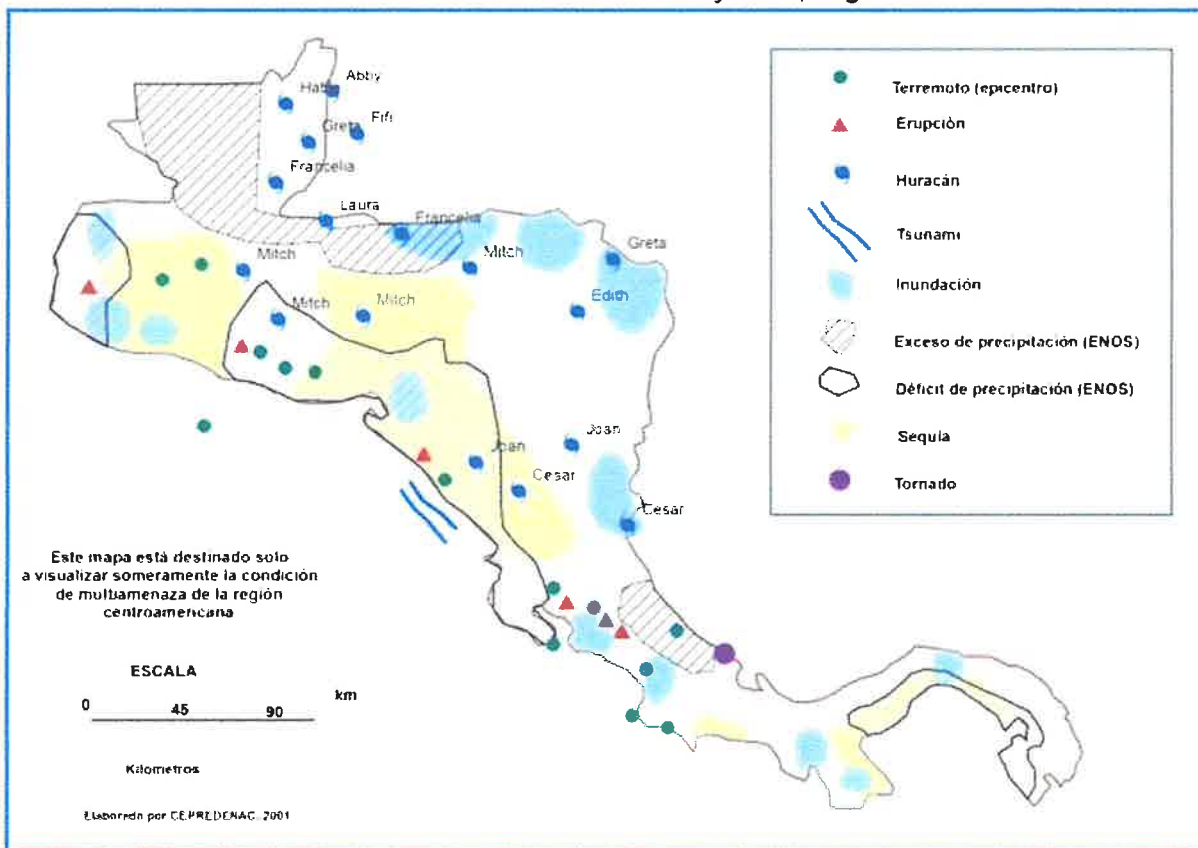 Abby
Hattie
Greta
Fifi
Francelia
Laura
Francelia
Mitch
Mitch
Greta
Mitch
Mitch
Edith
Joan
Joan
Cesar
Cesar
Terremoto (epicentro)
Erupción
Huracán
Tsunami
Inundación
Exceso de precipitación (ENOS)
Déficit de precipitación (ENOS)
Sequía
Tornado
Este mapa está destinado solo
a visualizar someramente la condición
de multiamenaza de la región
centroamericana
ESCALA
0 45 90 km
Kilometros
Elaborado por CEPREDENAC, 2001